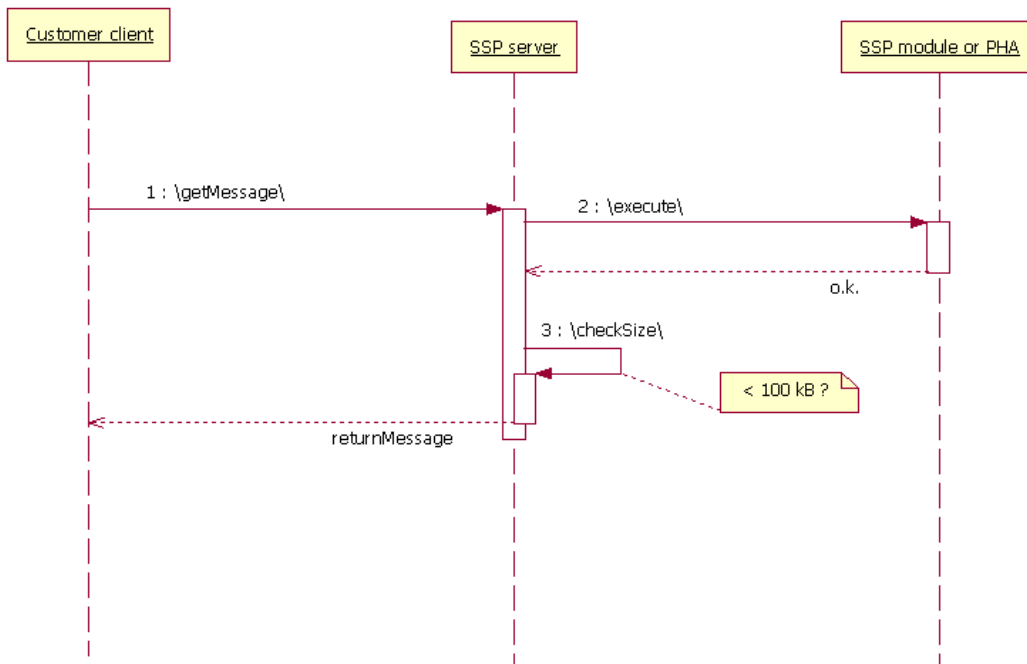 Customer client
SSP server
SSP module or PHA
1 : \getMessage\
2 : \execute\
o.k.
3 : \checkSize\
< 100 kB ?
returnMessage